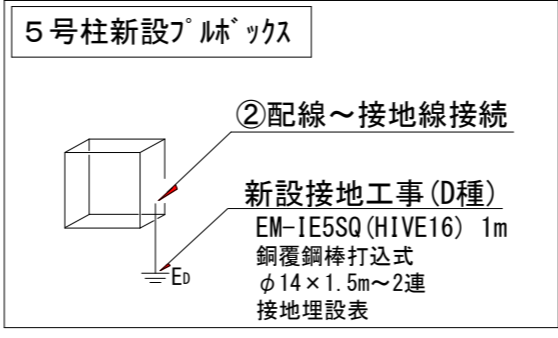 5号柱新設ﾌﾟﾙﾎﾞｯｸｽ
②配線～接地線接続
新設接地工事(D種)
EM-IE5SQ(HIVE16) 1m
銅覆鋼棒打込式
φ14×1.5m～2連
接地埋設表
ED